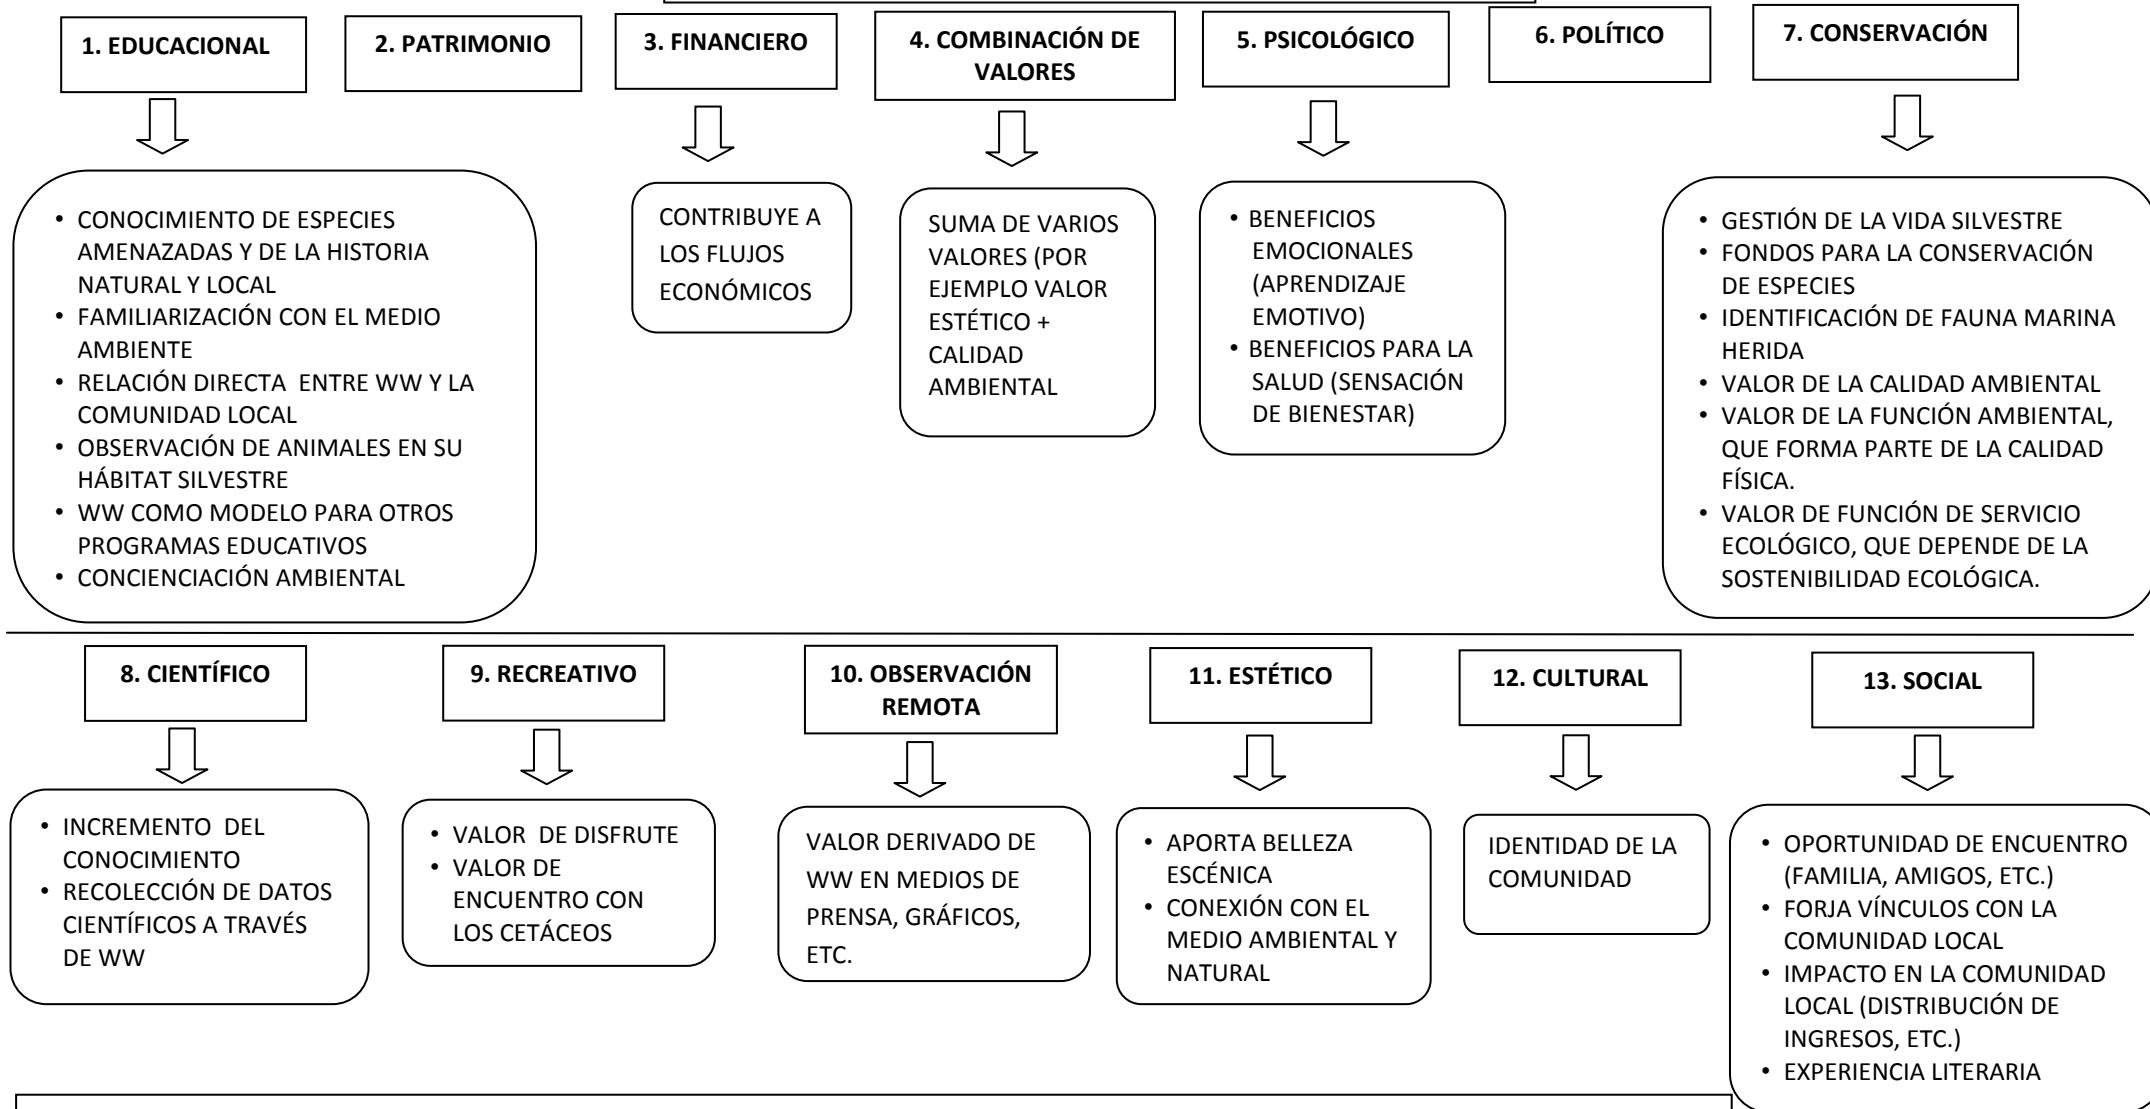 1. EDUCACIONAL
2. PATRIMONIO
3. FINANCIERO
4. COMBINACIÓN DE
VALORES
5. PSICOLÓGICO
6. POLÍTICO
7. CONSERVACIÓN
• CONOCIMIENTO DE ESPECIES
AMENAZADAS Y DE LA HISTORIA
NATURAL Y LOCAL
• FAMILIARIZACIÓN CON EL MEDIO
AMBIENTE
• RELACIÓN DIRECTA ENTRE WW Y LA
COMUNIDAD LOCAL
• OBSERVACIÓN DE ANIMALES EN SU
HÁBITAT SILVESTRE
• WW COMO MODELO PARA OTROS
PROGRAMAS EDUCATIVOS
• CONCIENCIACIÓN AMBIENTAL
CONTRIBUYE A
LOS FLUJOS
ECONÓMICOS
SUMA DE VARIOS
VALORES (POR
EJEMPLO VALOR
ESTÉTICO +
CALIDAD
AMBIENTAL
• BENEFICIOS
EMOCIONALES
(APRENDIZAJE
EMOTIVO)
• BENEFICIOS PARA LA
SALUD (SENSACIÓN
DE BIENESTAR)
• GESTIÓN DE LA VIDA SILVESTRE
• FONDOS PARA LA CONSERVACIÓN
DE ESPECIES
• IDENTIFICACIÓN DE FAUNA MARINA
HERIDA
• VALOR DE LA CALIDAD AMBIENTAL
• VALOR DE LA FUNCIÓN AMBIENTAL,
QUE FORMA PARTE DE LA CALIDAD
FÍSICA.
• VALOR DE FUNCIÓN DE SERVICIO
ECOLÓGICO, QUE DEPENDE DE LA
SOSTENIBILIDAD ECOLÓGICA.
8. CIENTÍFICO
9. RECREATIVO
10. OBSERVACIÓN
REMOTA
11. ESTÉTICO
12. CULTURAL
13. SOCIAL
• INCREMENTO DEL
CONOCIMIENTO
• RECOLECCIÓN DE DATOS
CIENTÍFICOS A TRAVÉS
DE WW
• VALOR DE DISFRUTE
• VALOR DE
ENCUENTRO CON
LOS CETÁCEOS
VALOR DERIVADO DE
WW EN MEDIOS DE
PRENSA, GRÁFICOS,
ETC.
• APORTA BELLEZA
ESCÉNICA
• CONEXIÓN CON EL
MEDIO AMBIENTAL Y
NATURAL
IDENTIDAD DE LA
COMUNIDAD
• OPORTUNIDAD DE ENCUENTRO
(FAMILIA, AMIGOS, ETC.)
• FORJA VÍNCULOS CON LA
COMUNIDAD LOCAL
• IMPACTO EN LA COMUNIDAD
LOCAL (DISTRIBUCIÓN DE
INGRESOS, ETC.)
• EXPERIENCIA LITERARIA